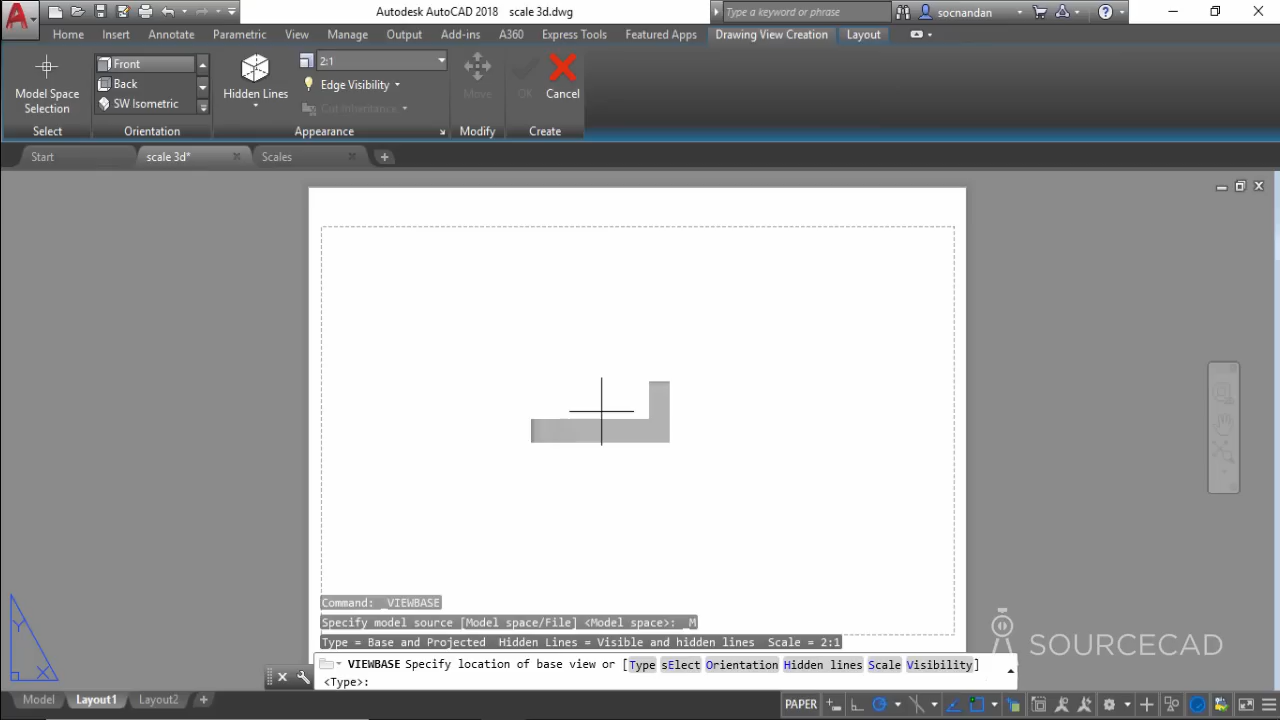 Autodesk AutoCAD 2018 scale 3d.dwg
Type a keyword or phrase
socnandan
Home Insert Annotate Parametric View Manage Output Add-ins A360 Express Tools Featured Apps Drawing View Creation Layout
Model Space
Selection
Select
Front
Back
SW Isometric
Orientation
Hidden Lines
2:1
Edge Visibility
Cut Inheritance
Appearance
Move
Modify
OK
Cancel
Create
Start scale 3d* Scales
Command: _VIEWBASE
Specify model source [Model space/File] <Model space>: _M
Type = Base and Projected Hidden Lines = Visible and hidden lines Scale = 2:1
VIEWBASE Specify location of base view or [Type sElect Orientation Hidden lines Scale Visibility]
<Type>:
Y
X
SOURCECAD
Model Layout1 Layout2
PAPER